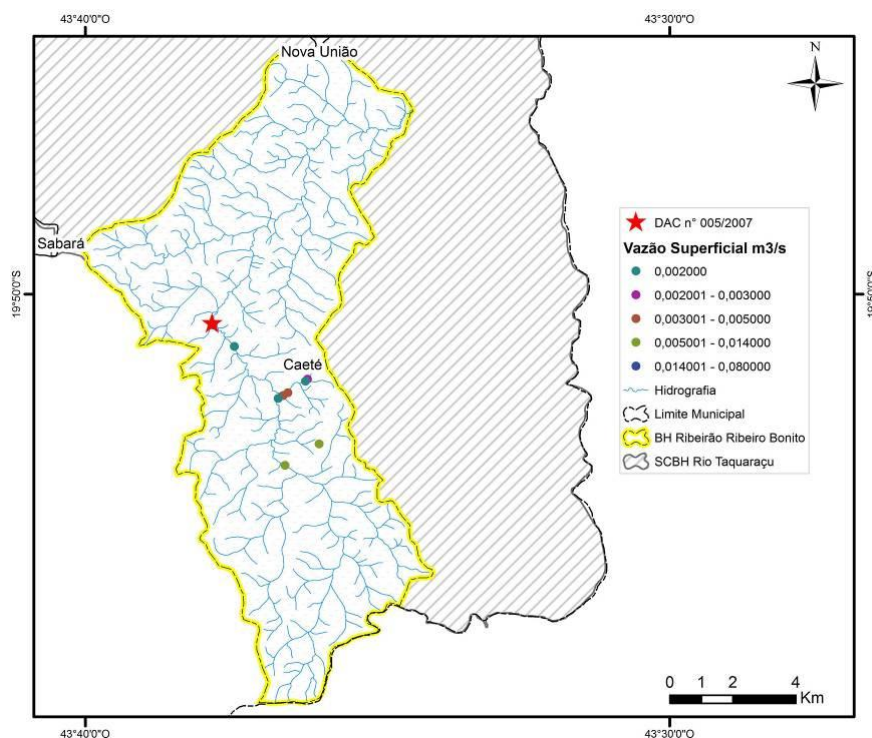 43°40'0"O
43°30'0"O
Nova União
N
DAC n° 005/2007
Vazão Superficial m3/s
Sabará
0,002000
19°50'0"S
19°50'0"S
0,002001 - 0,003000
0,003001 - 0,005000
0,005001 - 0,014000
Caeté
0,014001 - 0,080000
Hidrografia
Limite Municipal
BH Ribeirão Ribeiro Bonito
SCBH Rio Taquaraçu
0 1 2 4
Km
43°40'0"O
43°30'0"O